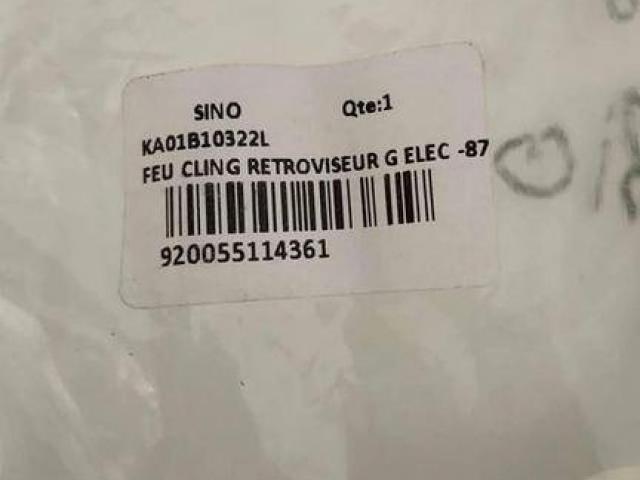 SINO Qte:1
KA01B10322L
FEU CLING RETROVISEUR G ELEC -87
920055114361